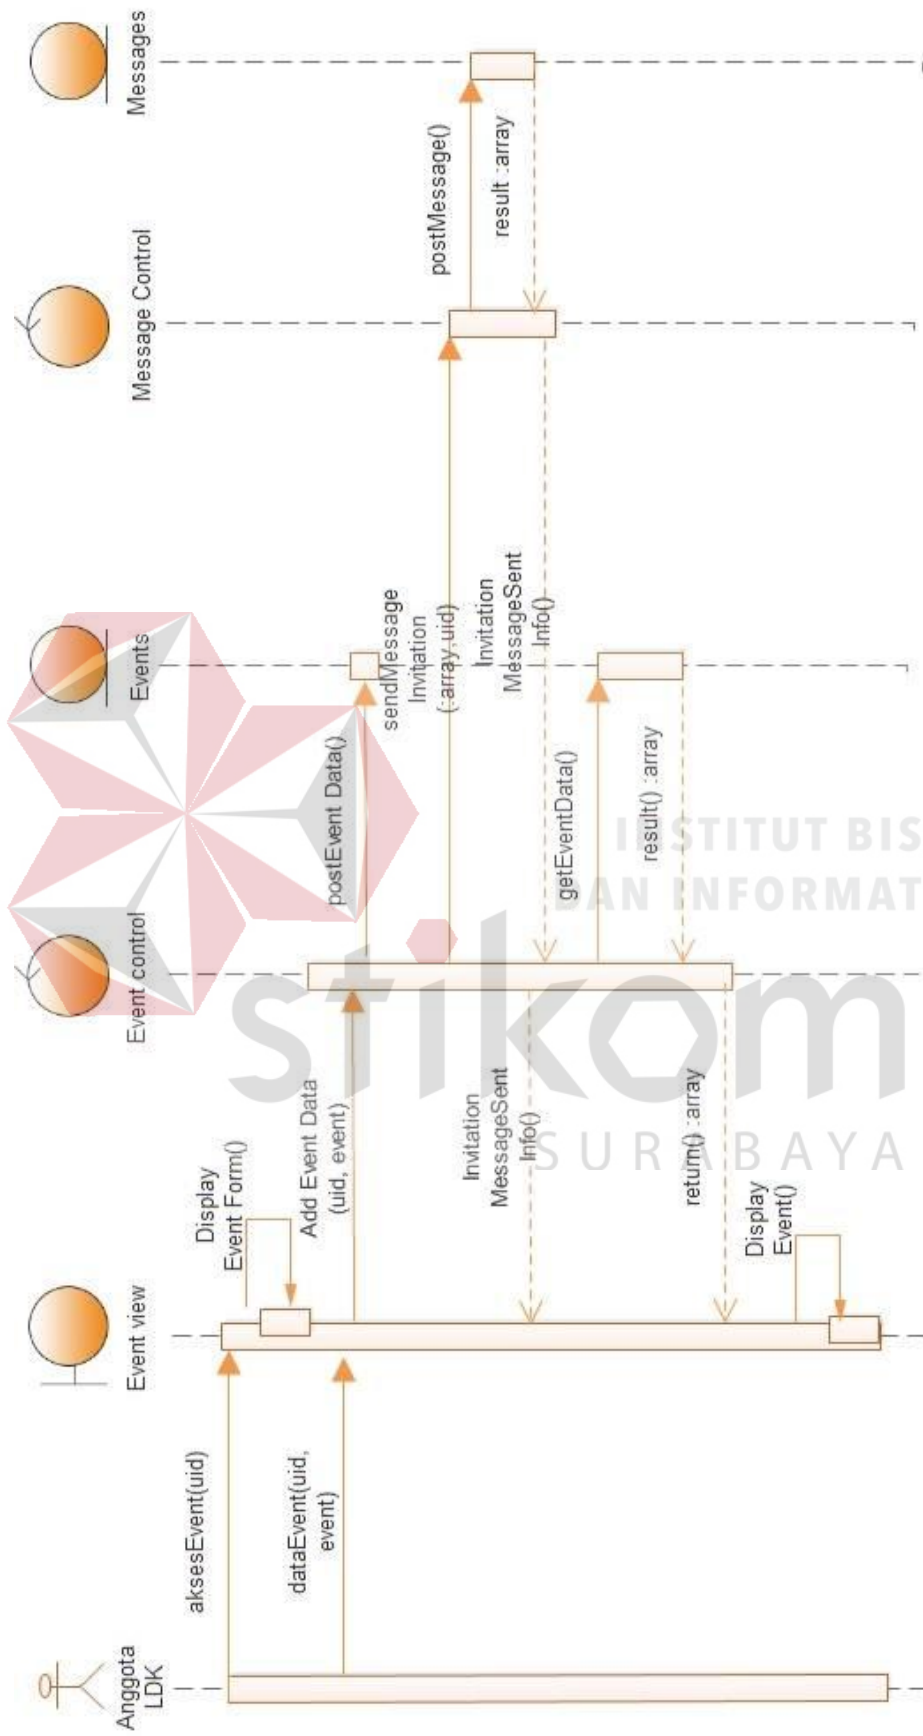 Anggota
LDK
Event view
Event control
Events
Message Control
Messages
aksesEvent(uid)
Display
Event Form()
dataEvent(uid,
event)
Add Event Data
(uid, event)
postEvent Data()
sendMessage
Invitation
(:array,uid)
postMessage()
result :array
Invitation
MessageSent
Info()
Invitation
MessageSent
Info()
getEventData()
result() :array
return() :array
Display
Event()
INSTITUT BIS
DAN INFORMAT
stikom
SURABAYA